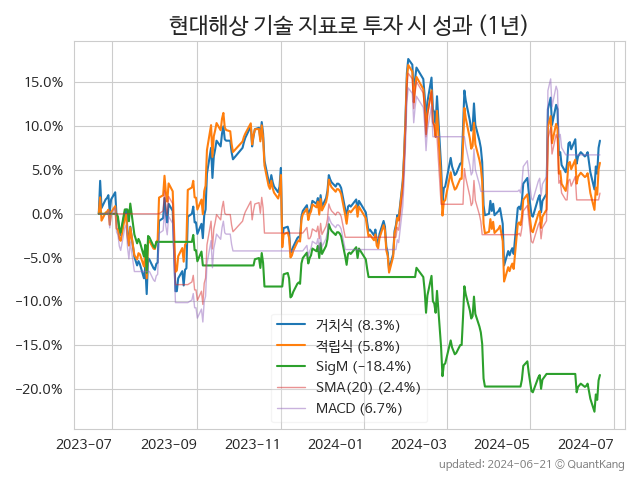 현대해상 기술 지표로 투자 시 성과 (1년)
15.0%
10.0%
5.0%
0.0%
−5.0%
−10.0%
−15.0%
−20.0%
거치식 (8.3%)
적립식 (5.8%)
SigM (−18.4%)
SMA(20) (2.4%)
MACD (6.7%)
2023-07 2023-09 2023-11 2024-01 2024-03 2024-05 2024-07
updated: 2024-06-21 ⓒ QuantKang